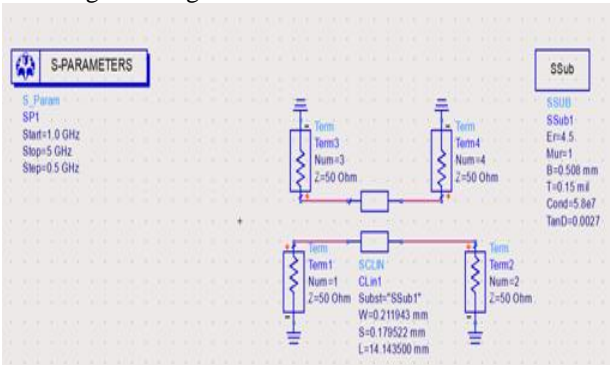 S-PARAMETERS
S_Param
SP1
Start=1.0 GHz
Stop=5 GHz
Step=0.5 GHz
Term
Term3
Num=3
Z=50 Ohm
Term
Term4
Num=4
Z=50 Ohm
SSub
SSUB
SSub1
Er=4.5
Mur=1
B=0.508 mm
T=0.15 mil
Cond=5.8e7
TanD=0.0027
Term
Term1
Num=1
Z=50 Ohm
SCLIN
CLin1
Subst="SSub1"
W=0.211943 mm
S=0.179522 mm
L=14.143500 mm
Term
Term2
Num=2
Z=50 Ohm